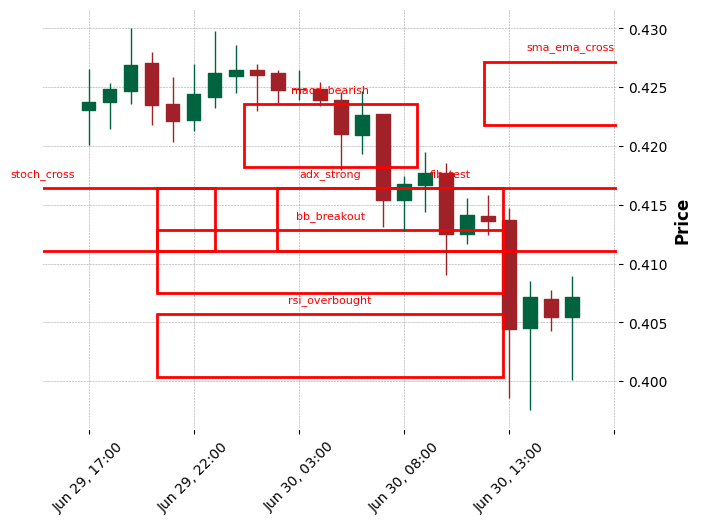 0.430
sma_ema_cross
0.425
macd_bearish
0.420
stoch_cross
adx_strong
fib_test
0.415
bb_breakout
0.410
rsi_overbought
0.405
0.400
Price
Jun 29, 17:00
Jun 29, 22:00
Jun 30, 03:00
Jun 30, 08:00
Jun 30, 13:00